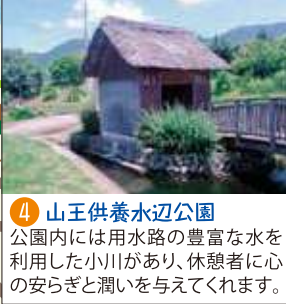 4 山王供養水辺公園
公園内には用水路の豊富な水を
利用した小川があり、休憩者に心
の安らぎと潤いを与えてくれます。